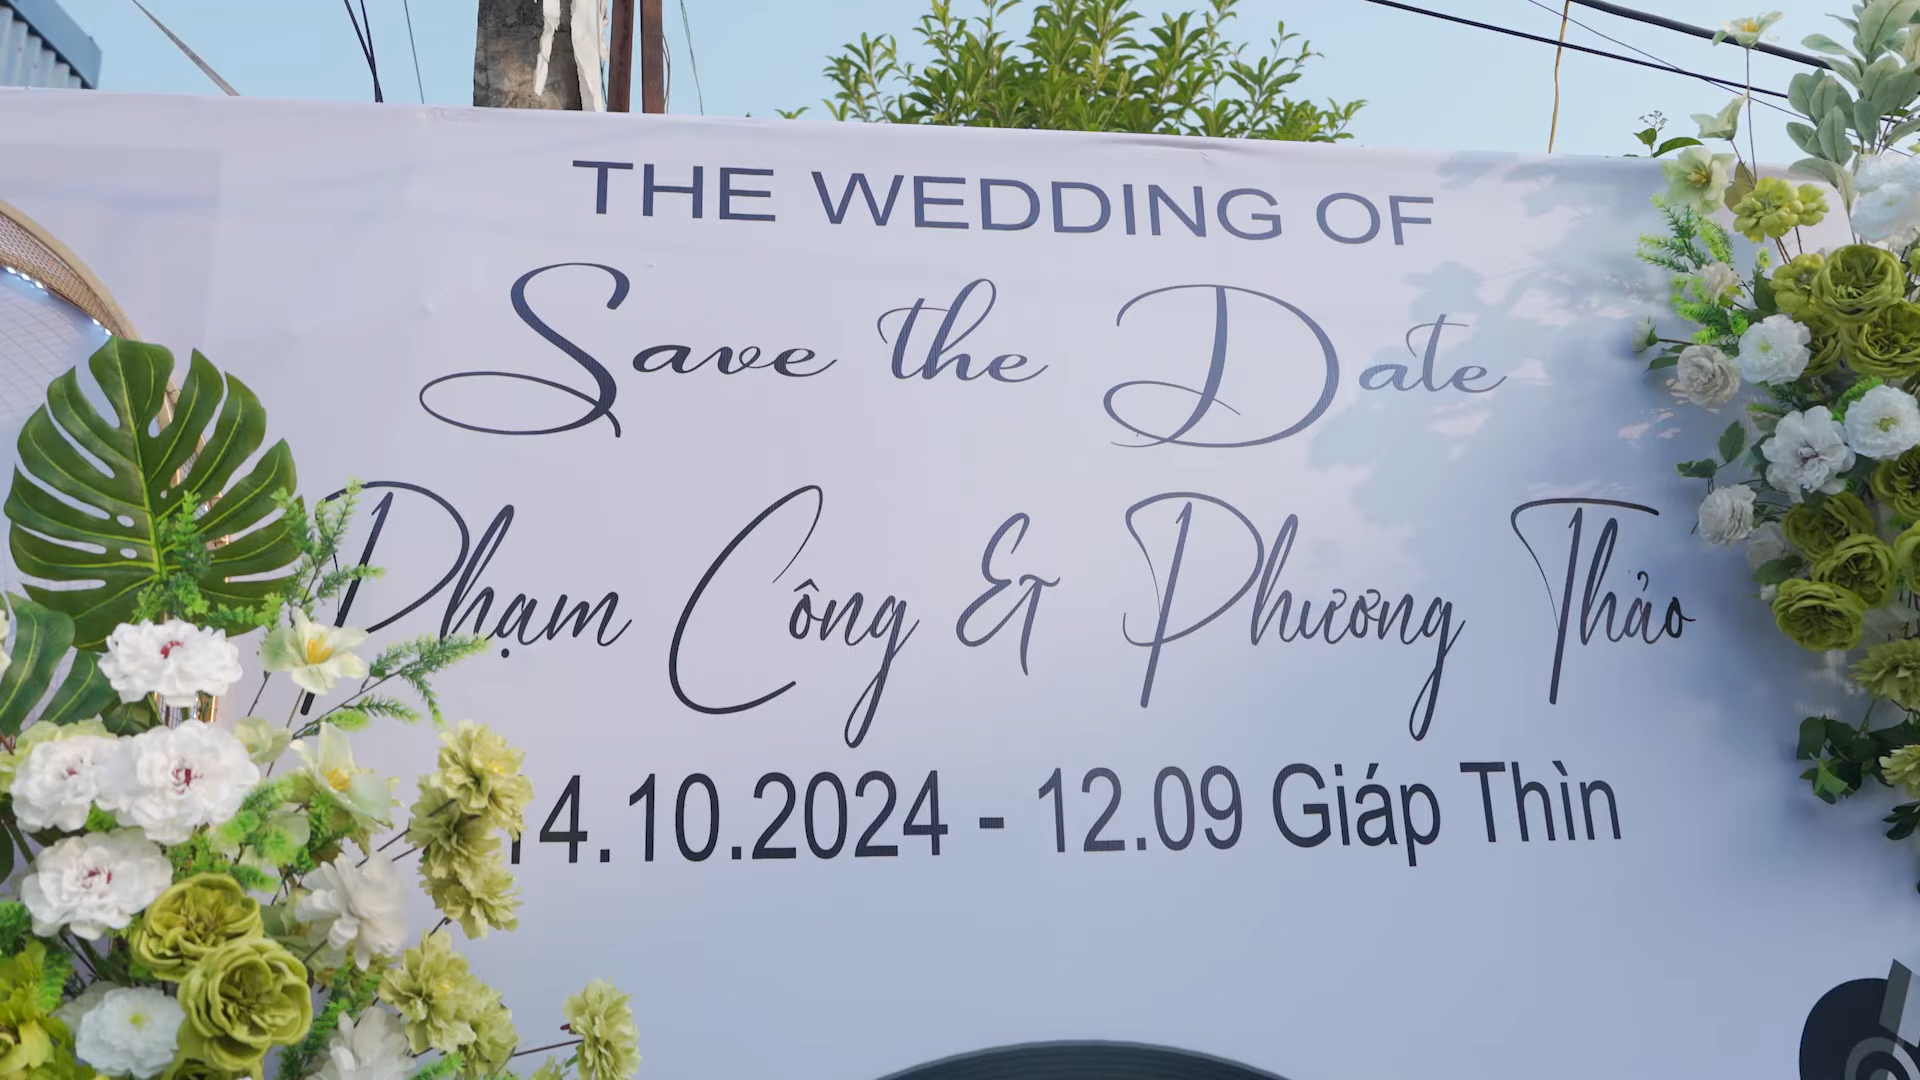 THE WEDDING OF
Save the Date
Phạm Công & Phương Thảo
14.10.2024 - 12.09 Giáp Thìn